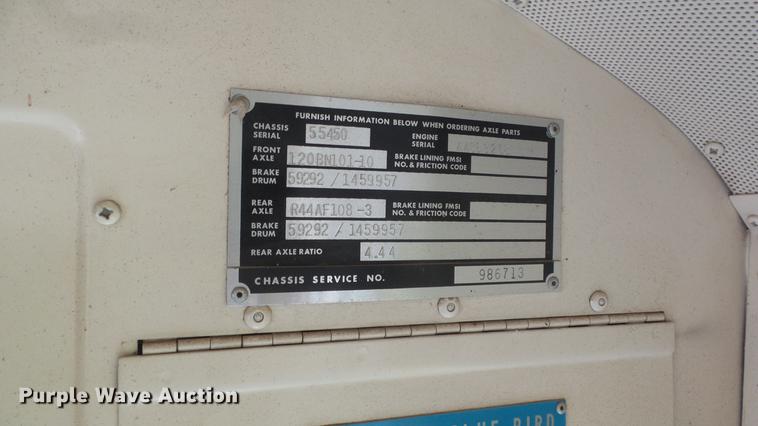 FURNISH INFORMATION BELOW WHEN ORDERING AXLE PARTS
CHASSIS SERIAL 55450 ENGINE SERIAL
FRONT AXLE 120BN101-10 BRAKE LINING FMSI NO. & FRICTION CODE
BRAKE DRUM 59292 / 1459957
REAR AXLE R44AF108-3 BRAKE LINING FMSI NO. & FRICTION CODE
BRAKE DRUM 59292 / 1459957
REAR AXLE RATIO 4.44
CHASSIS SERVICE NO. 986713
BIRD
Purple Wave Auction